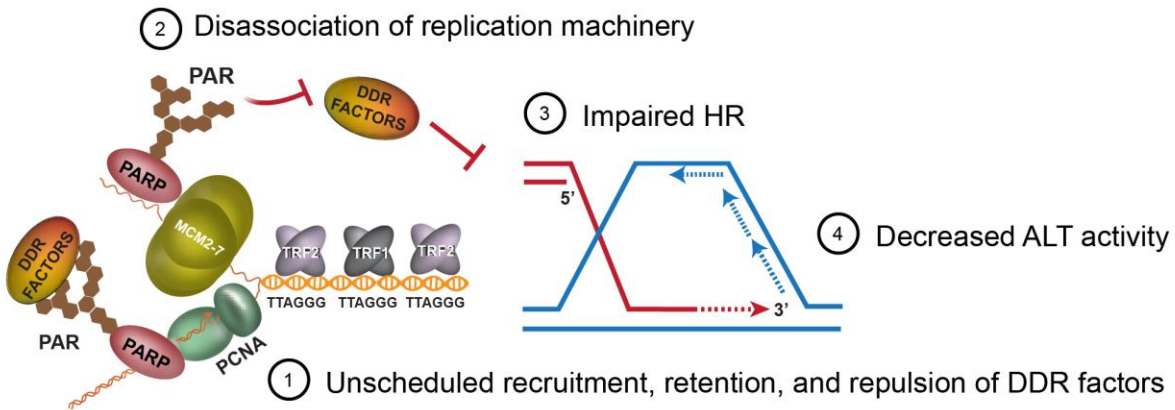 2 Disassociation of replication machinery
PAR
DDR
FACTORS
3 Impaired HR
PARP
5’
MCM2-7
4 Decreased ALT activity
DDR
FACTORS
TRF2 TRF1 TRF2
TTAGGG TTAGGG TTAGGG
3’
PAR
PARP
PCNA
1 Unscheduled recruitment, retention, and repulsion of DDR factors